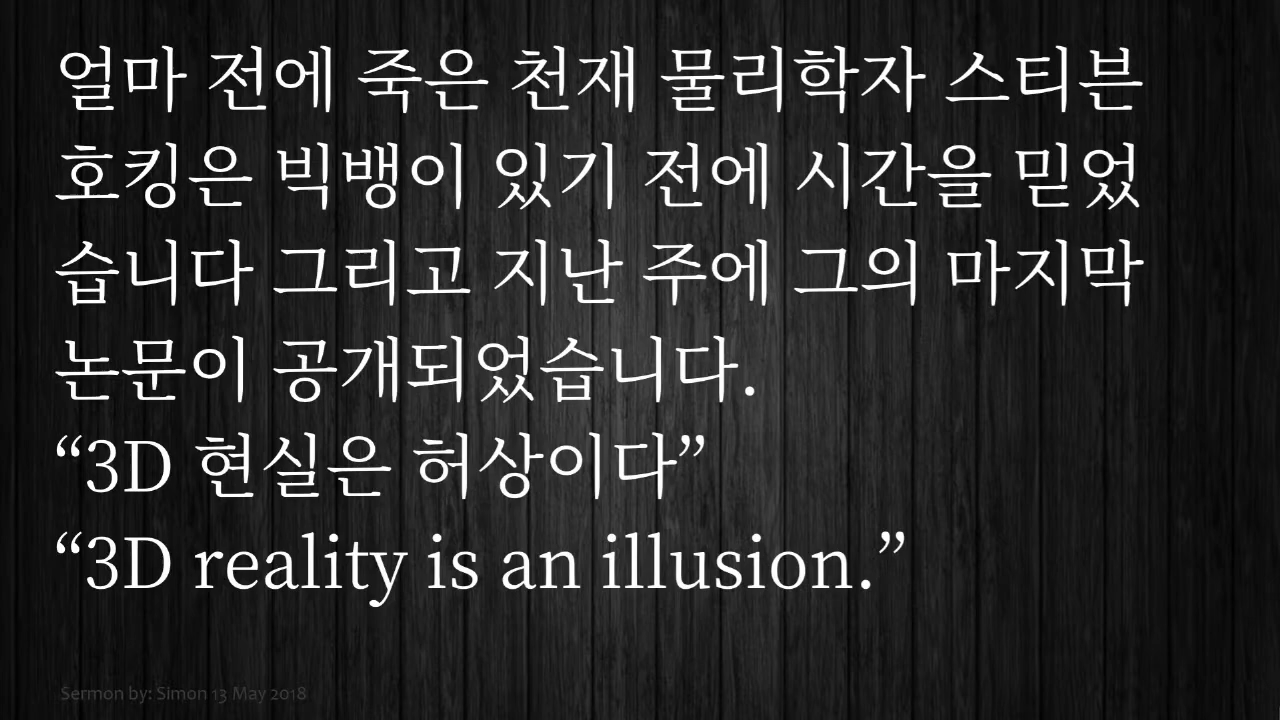 얼마 전에 죽은 천재 물리학자 스티븐
호킹은 빅뱅이 있기 전에 시간을 믿었
습니다 그리고 지난 주에 그의 마지막
논문이 공개되었습니다.
“3D 현실은 허상이다”
“3D reality is an illusion.”
Sermon by: Simon 13 May 2018